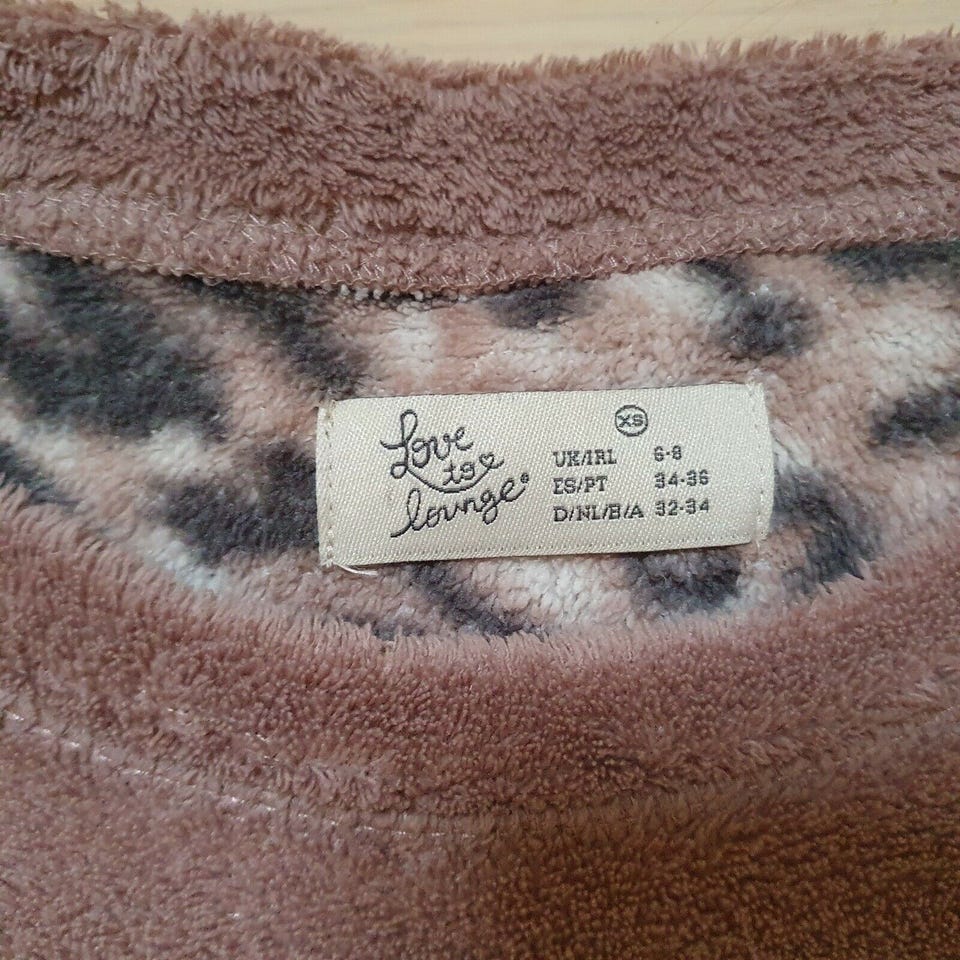 Love
to
lounge®
XS
UK/IRL 6-8
ES/PT 34-36
D/NL/B/A 32-34